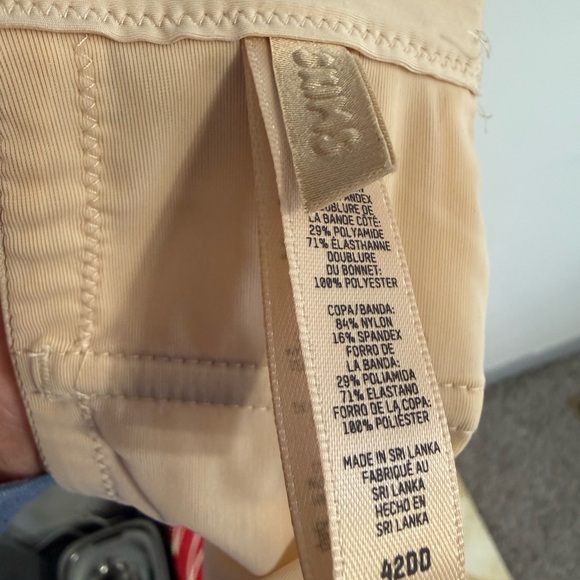 SKIMS
DOUBLURE DE
LA BANDE CÔTÉ:
29% POLYAMIDE
71% ÉLASTHANNE
DOUBLURE
DU BONNET:
100% POLYESTER
COPA/BANDA:
84% NYLON
16% SPANDEX
FORRO DE
LA BANDA:
29% POLIAMIDA
71% ELASTANO
FORRO DE LA COPA:
100% POLIÉSTER
MADE IN SRI LANKA
FABRIQUÉ AU
SRI LANKA
HECHO EN
SRI LANKA
42DD